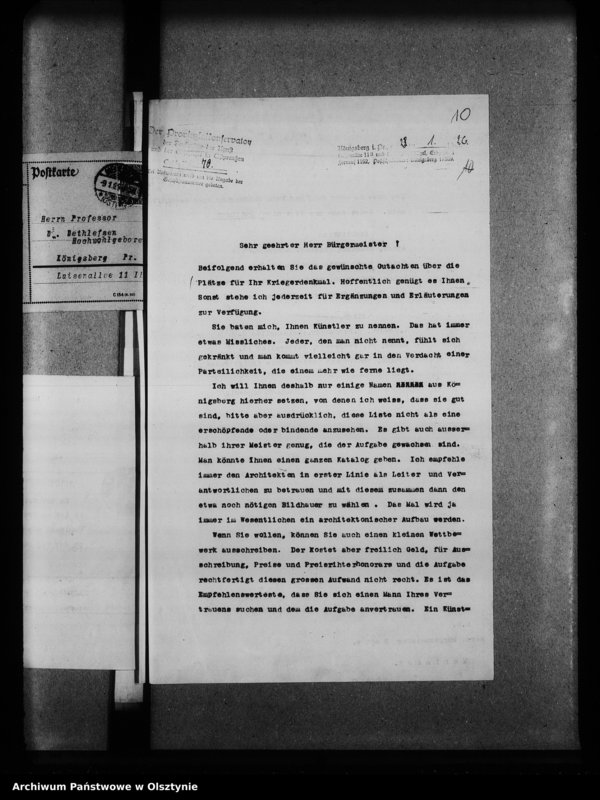 10
Der Provinzialkonservator
der Denkmäler der Kunst
Königsberg i. Pr., 13. 1. 26.
Postkarte
Herrn Professor
Dethlefsen
Hochwohlgebore
Königsberg Pr.
Luisenallee 11 II
Sehr geehrter Herr Bürgermeister !
Beifolgend erhalten Sie das gewünschte Gutachten über die
Plätze für Ihr Kriegerdenkmal. Hoffentlich genügt es Ihnen.
Sonst stehe ich jederzeit für Ergänzungen und Erläuterungen
zur Verfügung.
Sie baten mich, Ihnen Künstler zu nennen. Das hat immer
etwas Missliches. Jeder, den man nicht nennt, fühlt sich
gekränkt und man kommt vielleicht gar in den Verdacht einer
Parteilichkeit, die einem mehr wie ferne liegt.
Ich will Ihnen deshalb nur einige Namen aus Kö-
nigsberg hierher setzen, von denen ich weiss, dass sie gut
sind, bitte aber ausdrücklich, diese Liste nicht als eine
erschöpfende oder bindende anzusehen. Es gibt auch ausser-
halb ihrer Meister genug, die der Aufgabe gewachsen sind.
Man könnte Ihnen einen ganzen Katalog geben. Ich empfehle
immer den Architekten in erster Linie als Leiter und Ver-
antwortlichen zu betrauen und mit diesem zusammen dann den
etwa noch nötigen Bildhauer zu wählen . Das Mal wird ja
immer im Wesentlichen ein architektonischer Aufbau werden.
Wenn Sie wollen, können Sie auch einen kleinen Wettbe-
werk ausschreiben. Der kostet aber freilich Geld, für Aus-
schreibung, Preise und Preisrihterhonorare und die Aufgabe
rechtfertigt diesen grossen Aufwand nicht recht. Es ist das
Empfehlenswerteste, dass Sie sich einen Mann Ihres Ver-
trauens suchen und dem die Aufgabe anvertrauen. Ein Künst-
Archiwum Państwowe w Olsztynie